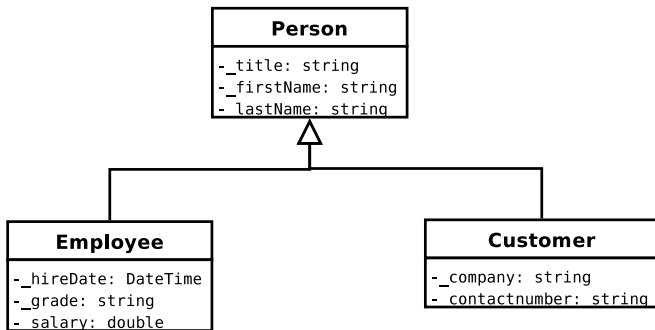 Person
-_title: string
-_firstName: string
-_lastName: string
Employee
-_hireDate: DateTime
-_grade: string
-_salary: double
Customer
-_company: string
-_contactnumber: string